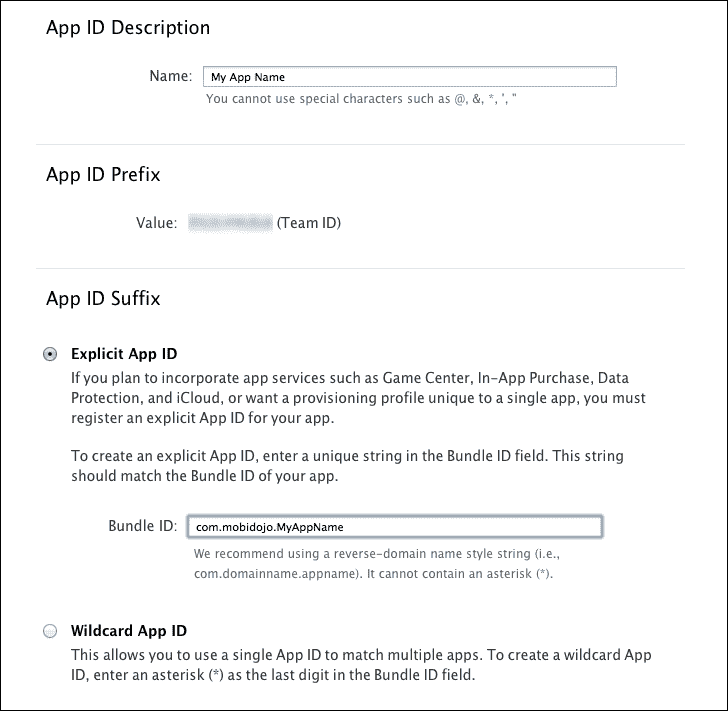 App ID Description
Name: My App Name
You cannot use special characters such as @, &, *, ', "
App ID Prefix
Value: (Team ID)
App ID Suffix
Explicit App ID
If you plan to incorporate app services such as Game Center, In-App Purchase, Data
Protection, and iCloud, or want a provisioning profile unique to a single app, you must
register an explicit App ID for your app.
To create an explicit App ID, enter a unique string in the Bundle ID field. This string
should match the Bundle ID of your app.
Bundle ID: com.mobidojo.MyAppName
We recommend using a reverse-domain name style string (i.e.,
com.domainname.appname). It cannot contain an asterisk (*).
Wildcard App ID
This allows you to use a single App ID to match multiple apps. To create a wildcard App
ID, enter an asterisk (*) as the last digit in the Bundle ID field.